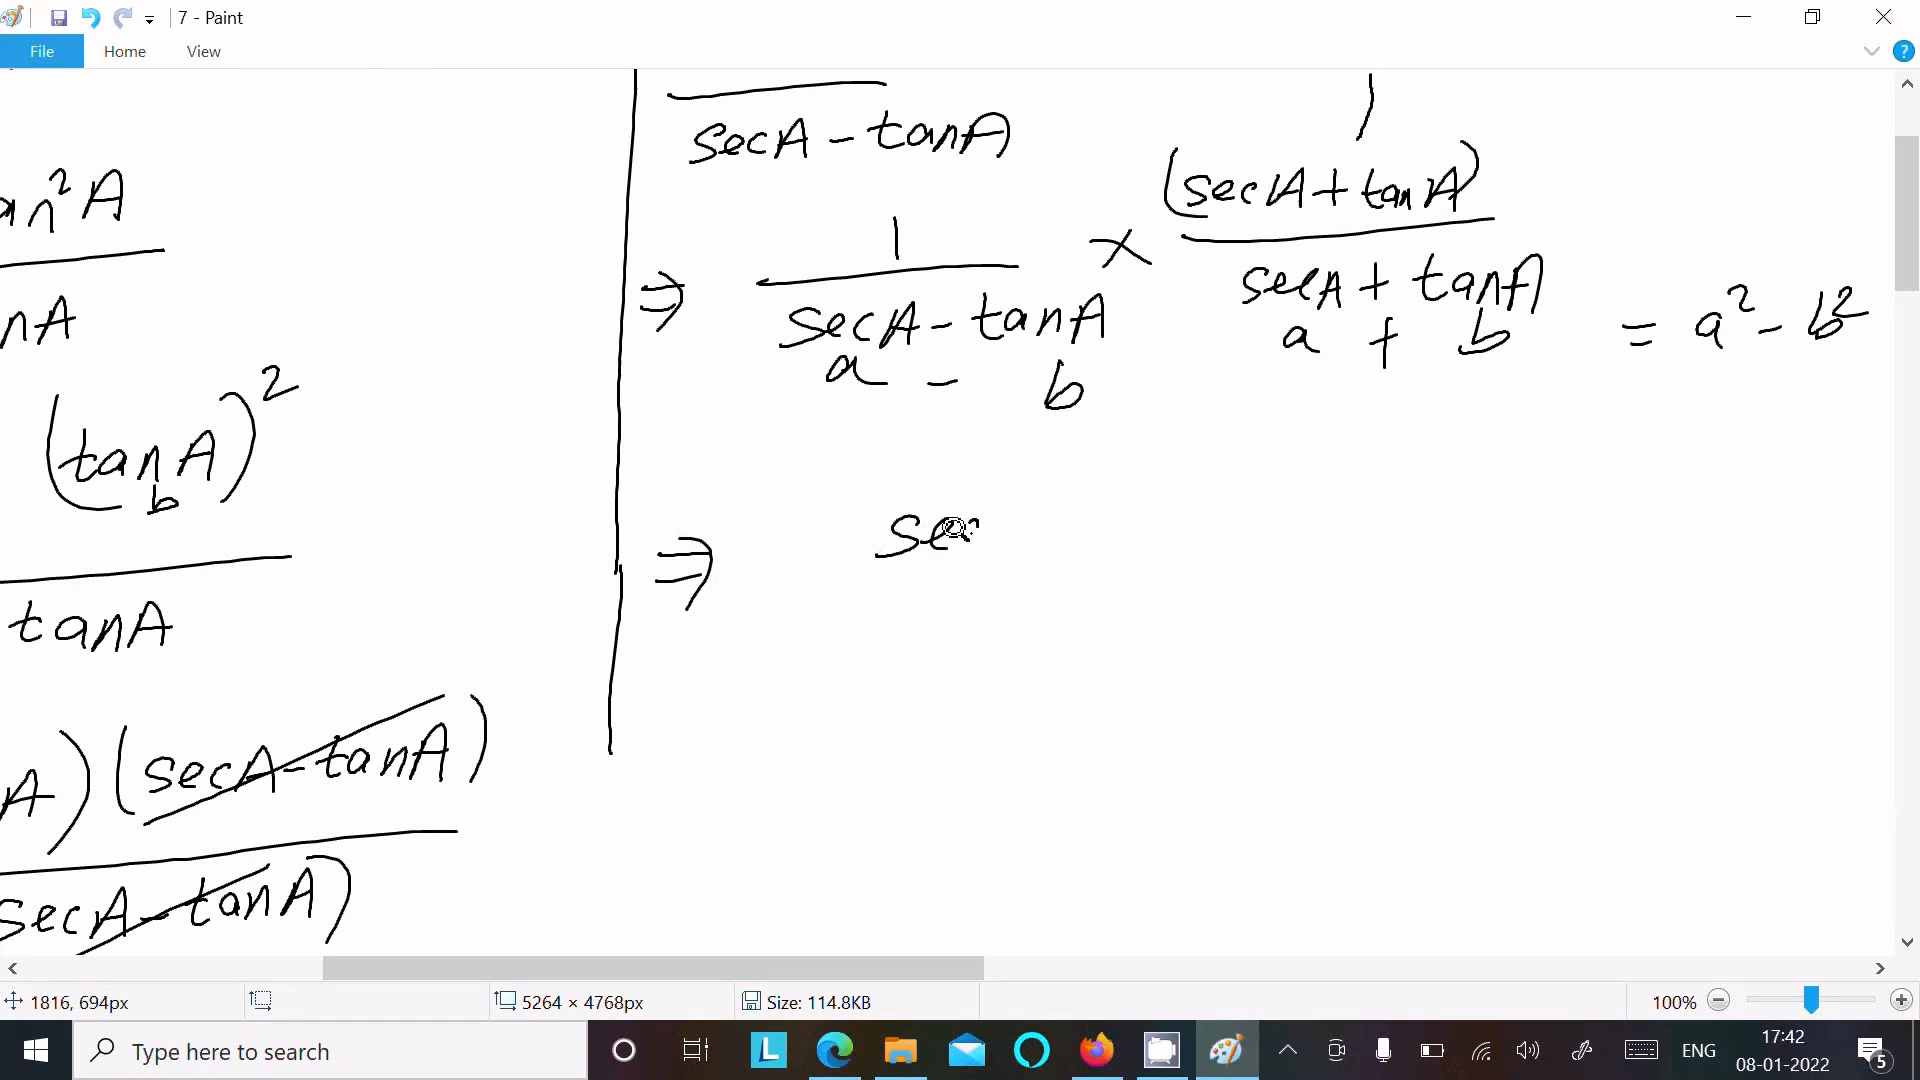 7 - Paint
File Home View
secA - tanA
1
an²A
nA
(tanA)²
b
tanA
A) (secA - tanA)
secA - tanA)
⇒ 1 / secA - tanA × (secA + tanA) / secA + tanA
a - b
a + b = a² - b²
⇒ se
1816, 694px
5264 × 4768px
Size: 114.8KB
100%
Type here to search
ENG
17:42
08-01-2022
5